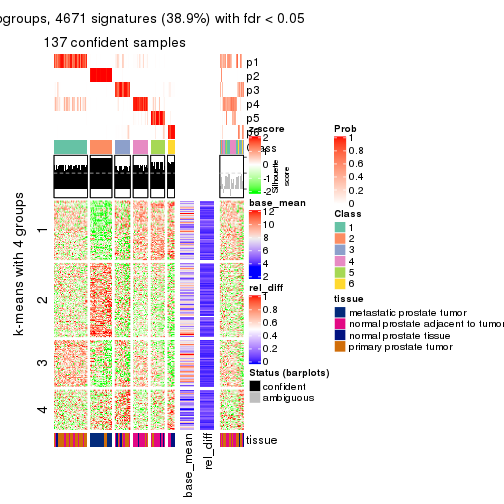 ogroups, 4671 signatures (38.9%) with fdr < 0.05
137 confident samples
p1
p2
p3
p4
p5
Class
Silhouette
score
k-means with 4 groups
1
2
3
4
tissue
base_mean
rel_diff
z-score
2
1
0
-2
base_mean
12
10
8
6
4
2
rel_diff
1
0.8
0.6
0.4
0.2
0
Status (barplots)
confident
ambiguous
Prob
1
0.8
0.6
0.4
0.2
0
Class
1
2
3
4
5
6
tissue
metastatic prostate tumor
normal prostate adjacent to tumor
normal prostate tissue
primary prostate tumor